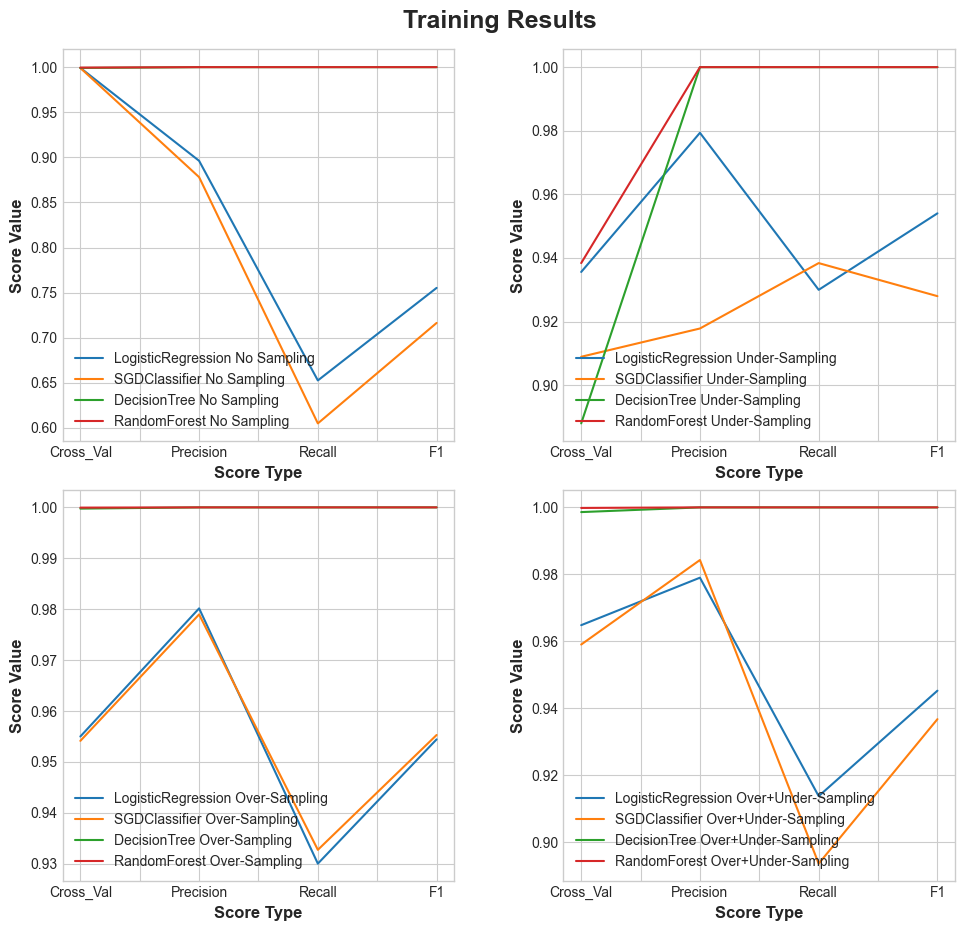 Training Results
1.00
0.95
0.90
0.85
0.80
0.75
0.70
0.65
0.60
Score Value
LogisticRegression No Sampling
SGDClassifier No Sampling
DecisionTree No Sampling
RandomForest No Sampling
Cross_Val Precision Recall F1
Score Type
1.00
0.98
0.96
0.94
0.92
0.90
Score Value
LogisticRegression Under-Sampling
SGDClassifier Under-Sampling
DecisionTree Under-Sampling
RandomForest Under-Sampling
Cross_Val Precision Recall F1
Score Type
1.00
0.99
0.98
0.97
0.96
0.95
0.94
0.93
Score Value
LogisticRegression Over-Sampling
SGDClassifier Over-Sampling
DecisionTree Over-Sampling
RandomForest Over-Sampling
Cross_Val Precision Recall F1
Score Type
1.00
0.98
0.96
0.94
0.92
0.90
Score Value
LogisticRegression Over+Under-Sampling
SGDClassifier Over+Under-Sampling
DecisionTree Over+Under-Sampling
RandomForest Over+Under-Sampling
Cross_Val Precision Recall F1
Score Type